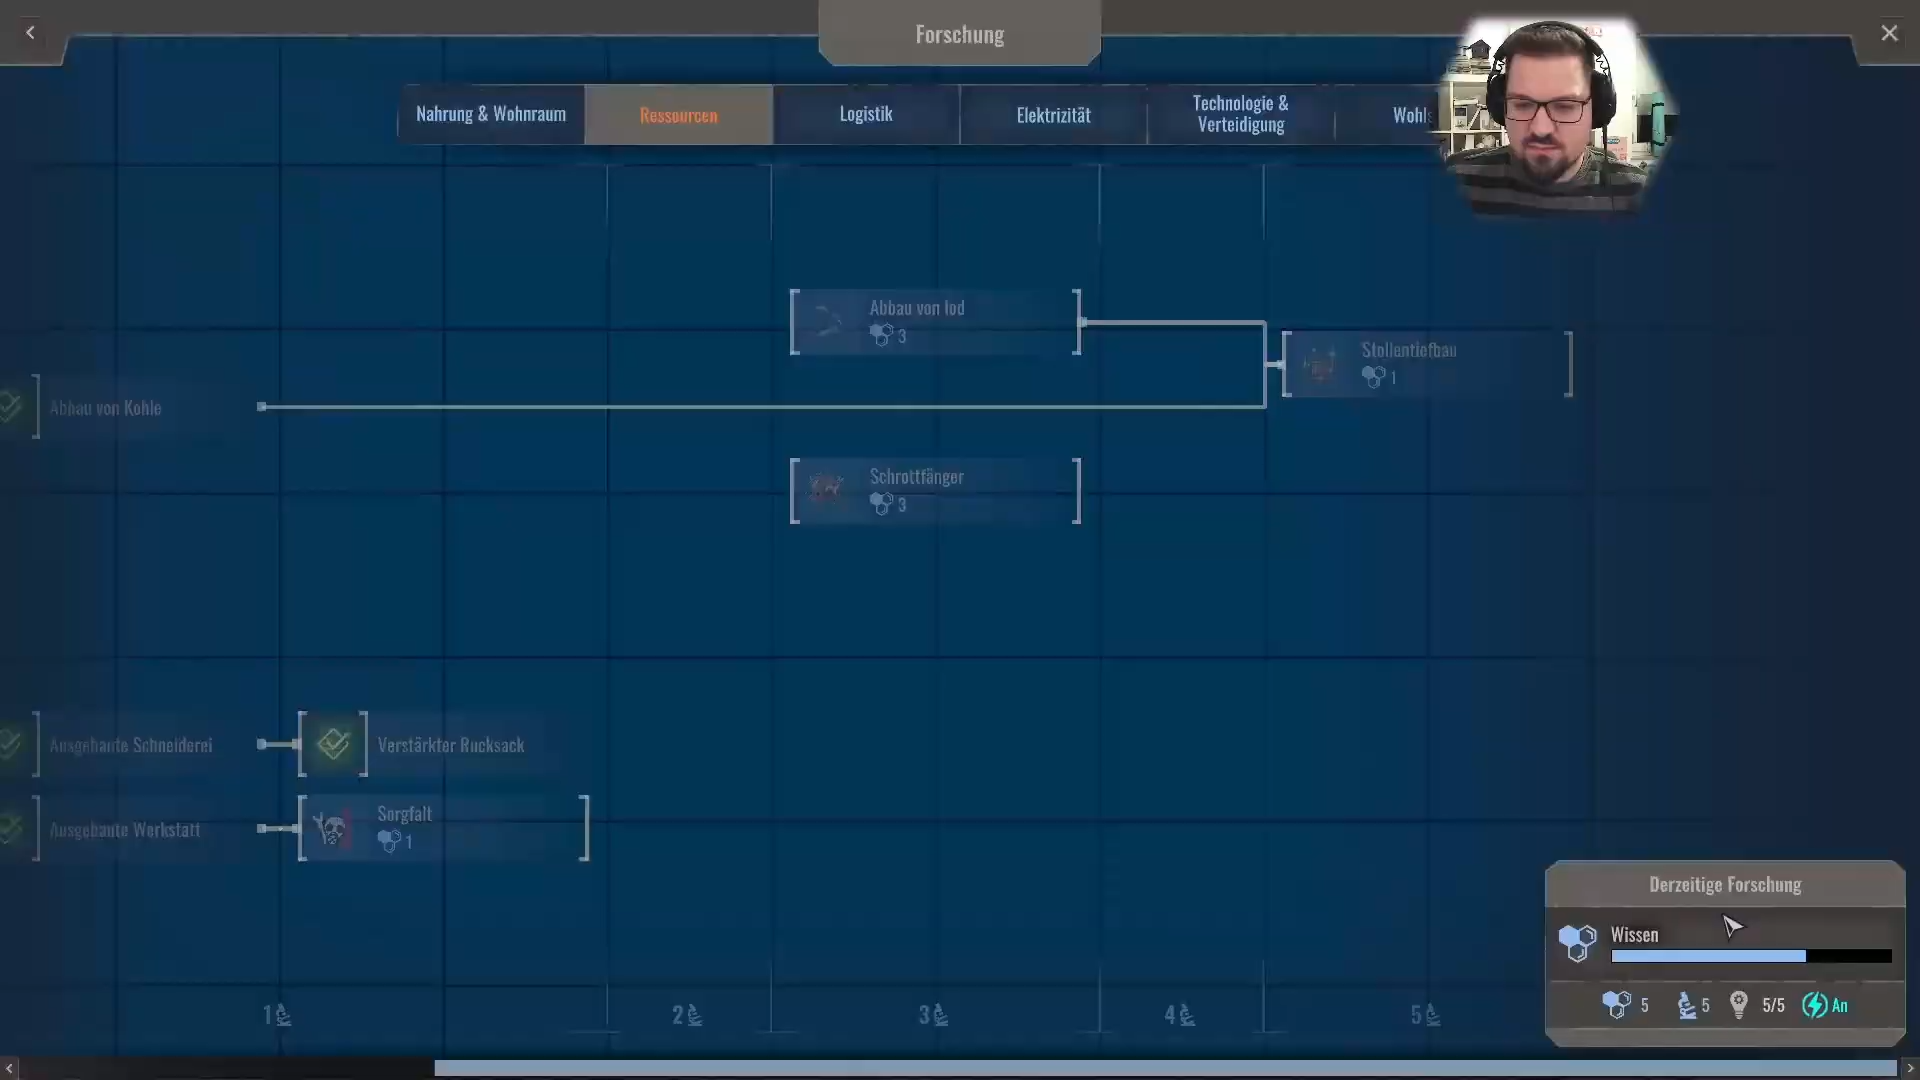 Forschung
Nahrung & Wohnraum
Ressourcen
Logistik
Elektrizität
Technologie &
Verteidigung
Wohls
Abbau von Iod
3
Stollentiefbau
1
Abbau von Kohle
Schrottfänger
3
Ausgebaute Schneiderei
Verstärkter Rucksack
Ausgebaute Werkstatt
Sorgfalt
1
Derzeitige Forschung
Wissen
5
5
5/5
An
1
2
3
4
5